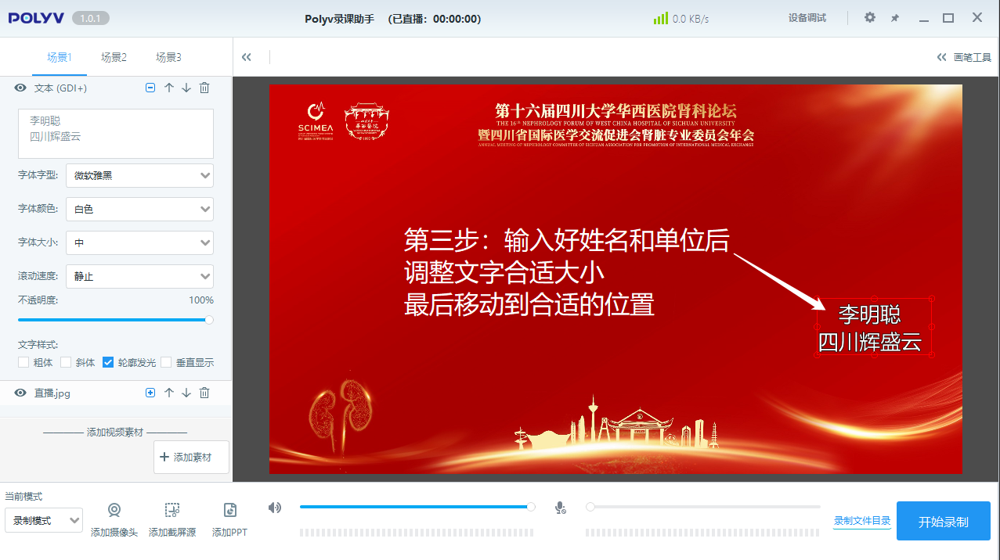 POLYV 1.0.1
Polyv录课助手 (已直播：00:00:00)
0.0 KB/s
设备调试
场景1 场景2 场景3
画笔工具
文本 (GDI+)
李明聪
四川辉盛云
字体字型: 微软雅黑
字体颜色: 白色
字体大小: 中
滚动速度: 静止
不透明度: 100%
文字样式:
粗体 斜体 轮廓发光 垂直显示
直播.jpg
添加视频素材
添加素材
SCIMEA
1892
第十六届四川大学华西医院肾科论坛
THE 16th NEPHROLOGY FORUM OF WEST CHINA HOSPITAL OF SICHUAN UNIVERSITY
暨四川省国际医学交流促进会肾脏专业委员会年会
ANNUAL MEETING OF NEPHROLOGY COMMITTEE OF SICHUAN ASSOCIATION FOR PROMOTION OF INTERNATIONAL MEDICAL EXCHANGE
第三步：输入好姓名和单位后
调整文字合适大小
最后移动到合适的位置
李明聪
四川辉盛云
当前模式
录制模式
添加摄像头 添加截屏源 添加PPT
录制文件目录
开始录制